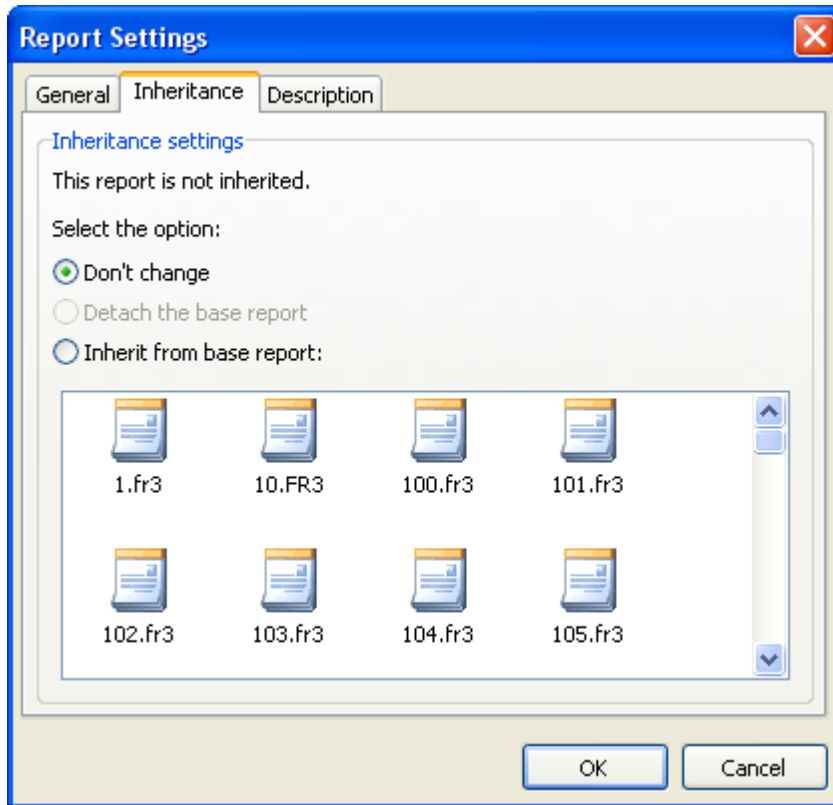 Report Settings
General Inheritance Description
Inheritance settings
This report is not inherited.
Select the option:
Don't change
Detach the base report
Inherit from base report:
1.fr3 10.FR3 100.fr3 101.fr3
102.fr3 103.fr3 104.fr3 105.fr3
OK Cancel